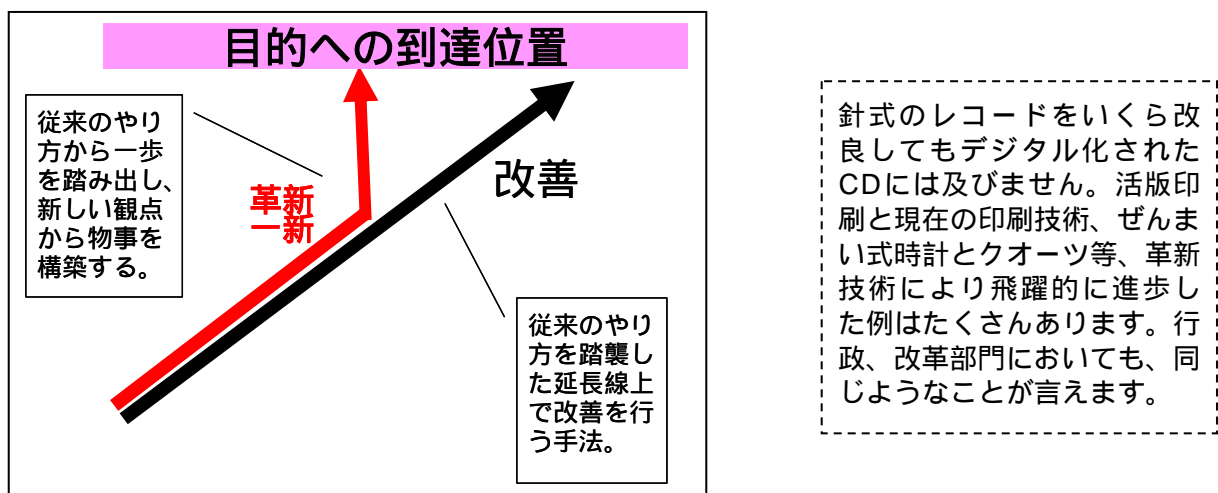 目的への到達位置
従来のやり
方から一歩
を踏み出し、
新しい観点
から物事を
構築する。
革新
一新
改善
従来のやり
方を踏襲し
た延長線上
で改善を行
う手法。
針式のレコードをいくら改
良してもデジタル化された
CDには及びません。活版印
刷と現在の印刷技術、ぜんま
い式時計とクオーツ等、革新
技術により飛躍的に進歩し
た例はたくさんあります。行
政、改革部門においても、同
じようなことが言えます。